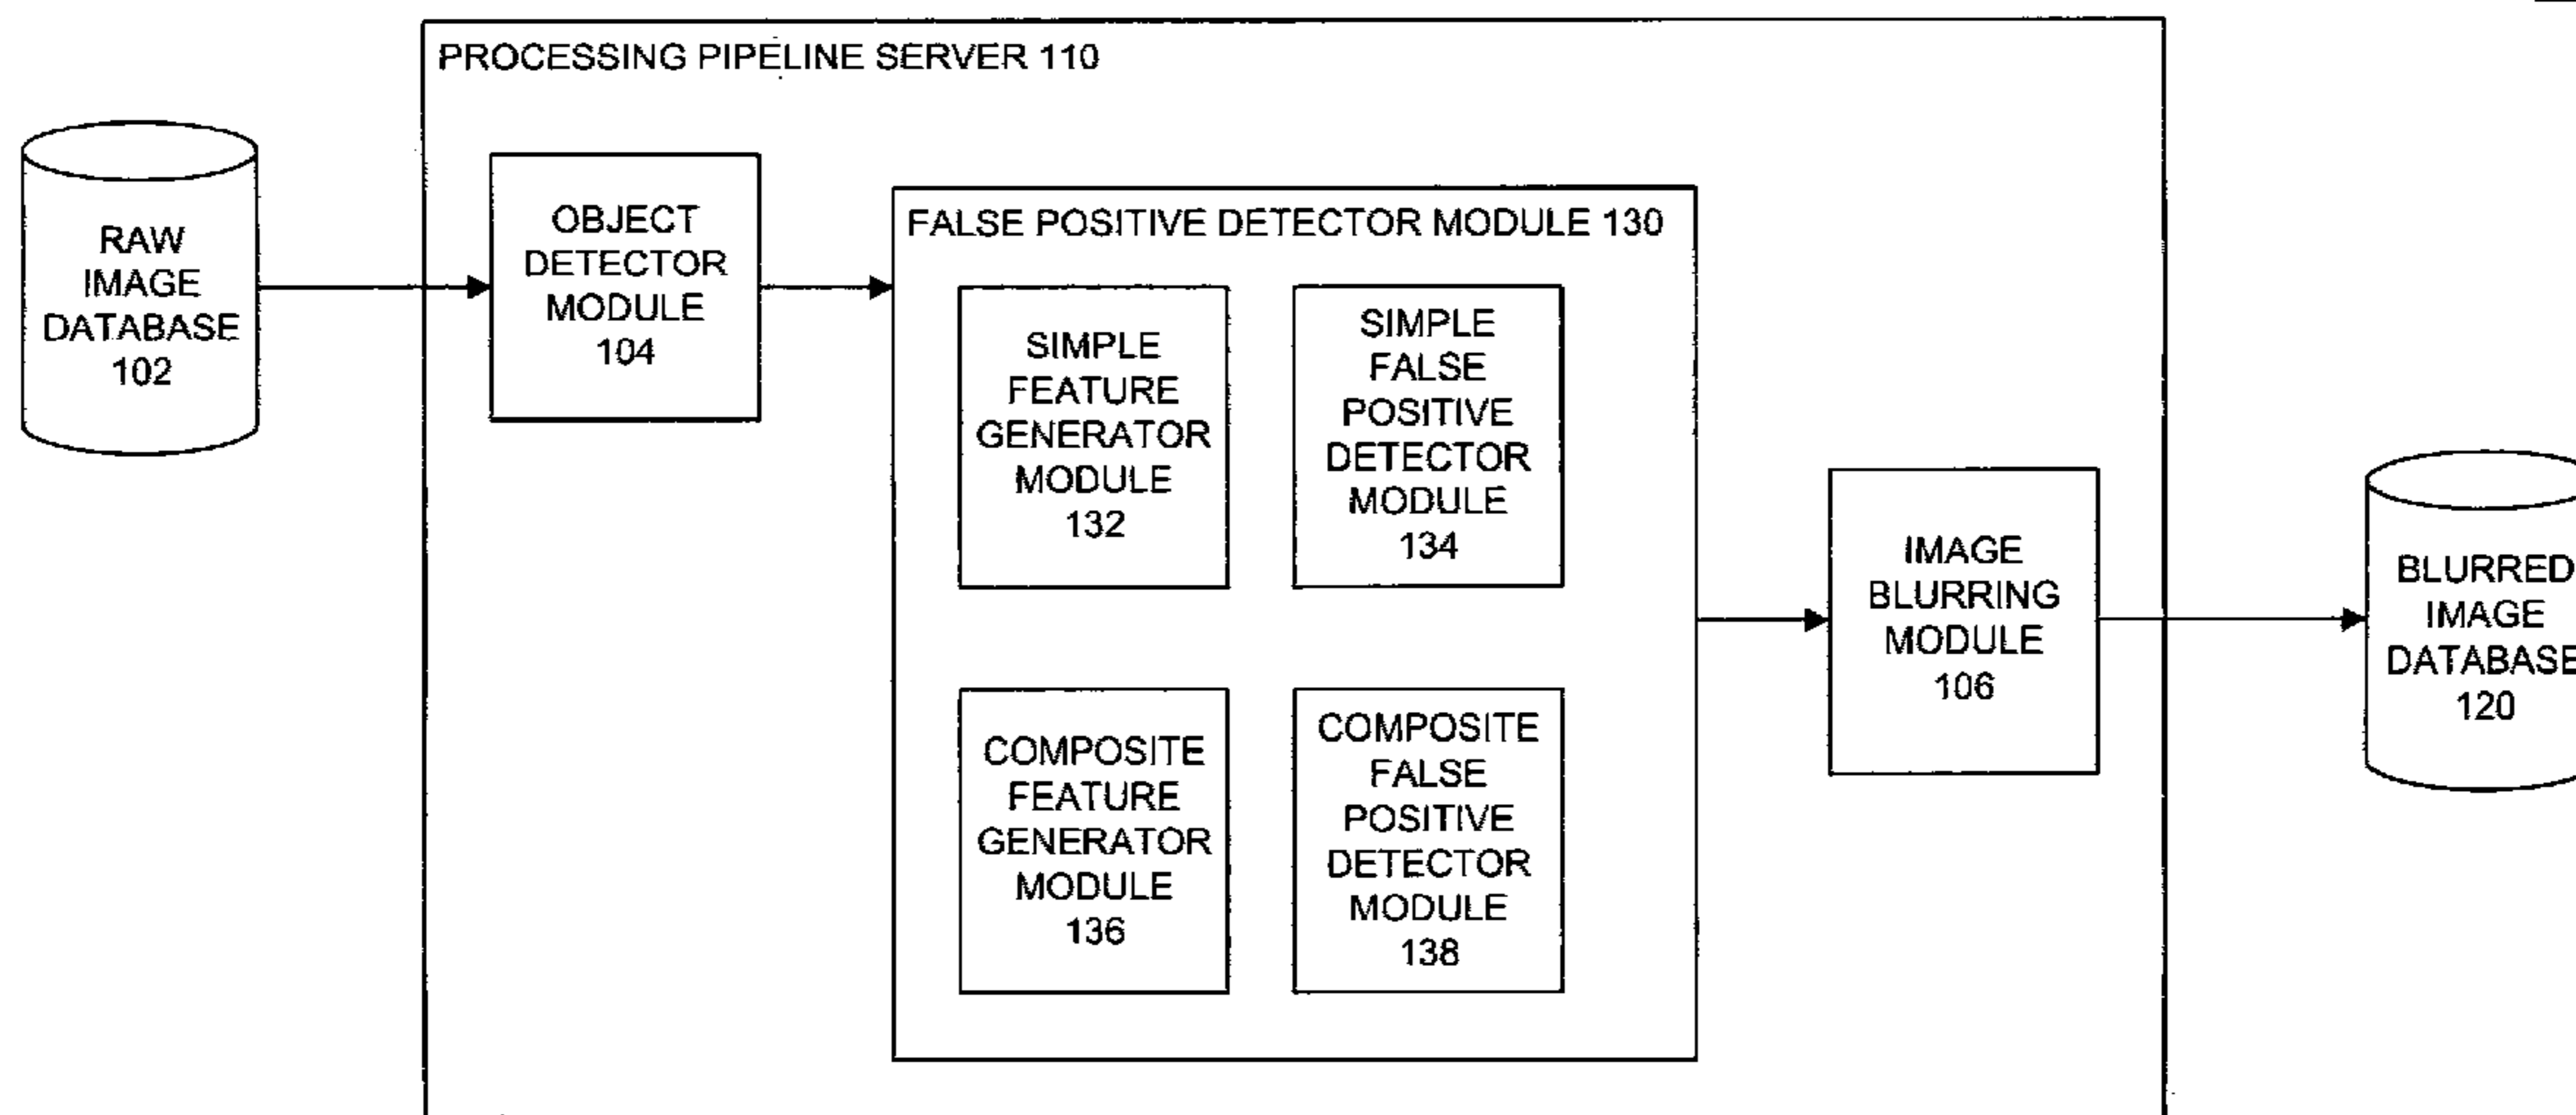 PROCESSING PIPELINE SERVER 110
RAW
IMAGE
DATABASE
102
OBJECT
DETECTOR
MODULE
104
FALSE POSITIVE DETECTOR MODULE 130
SIMPLE
FEATURE
GENERATOR
MODULE
132
SIMPLE
FALSE
POSITIVE
DETECTOR
MODULE
134
COMPOSITE
FEATURE
GENERATOR
MODULE
136
COMPOSITE
FALSE
POSITIVE
DETECTOR
MODULE
138
IMAGE
BLURRING
MODULE
106
BLURRED
IMAGE
DATABASE
120